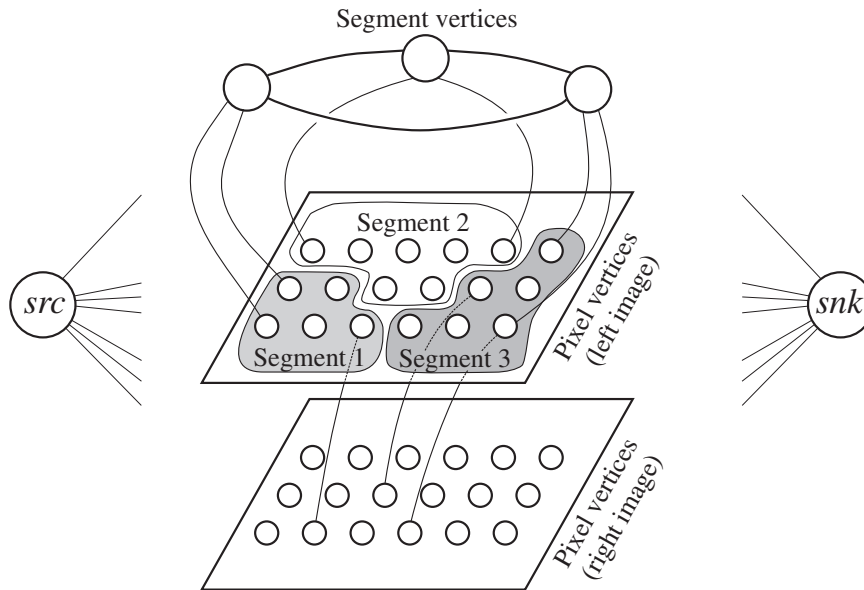 Segment vertices
Segment 2
src
snk
Segment 1
Segment 3
Pixel vertices
(left image)
Pixel vertices
(right image)